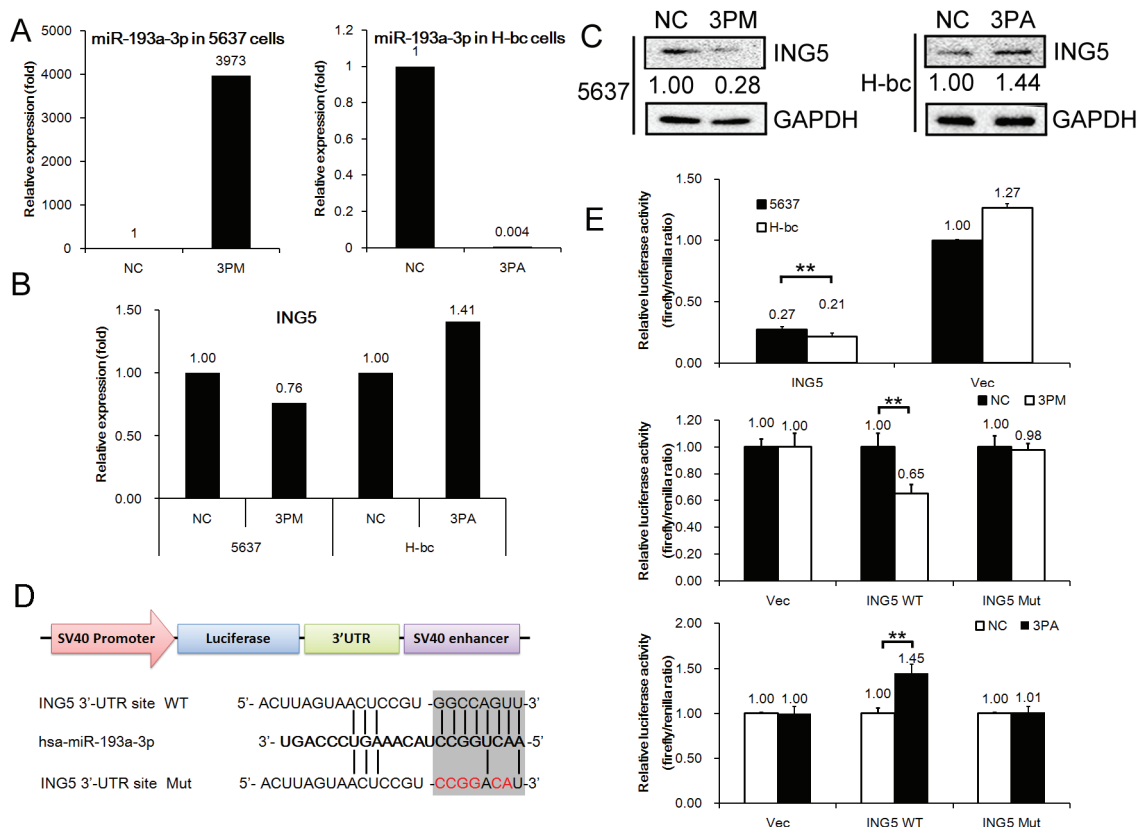 A
miR-193a-3p in 5637 cells
Relative expression (fold)
5000
4000
3000
2000
1000
0
1
3973
NC
3PM
miR-193a-3p in H-bc cells
Relative expression (fold)
1.2
1
0.8
0.6
0.4
0.2
0
1
0.004
NC
3PA
B
ING5
Relative expression (fold)
1.50
1.00
0.50
0.00
1.00
0.76
1.00
1.41
NC
3PM
NC
3PA
5637
H-bc
C
NC 3PM
ING5
5637
1.00 0.28
GAPDH
NC 3PA
ING5
H-bc
1.00 1.44
GAPDH
D
SV40 Promoter
Luciferase
3'UTR
SV40 enhancer
ING5 3'-UTR site WT 5'- ACUUAGUAACUCCGU -GGCCAGUU-3'
hsa-miR-193a-3p 3'- UGACCCUGAAACAUCCGGUCAA -5'
ING5 3'-UTR site Mut 5'- ACUUAGUAACUCCGU -CCGGACAU-3'
E
Relative luciferase activity
(firefly/renilla ratio)
1.50
1.00
0.50
0.00
5637
H-bc
**
0.27
0.21
1.00
1.27
ING5
Vec
Relative luciferase activity
(firefly/renilla ratio)
1.20
1.00
0.80
0.60
0.40
0.20
0.00
NC
3PM
**
1.00
1.00
1.00
0.65
1.00
0.98
Vec
ING5 WT
ING5 Mut
Relative luciferase activity
(firefly/renilla ratio)
2.00
1.50
1.00
0.50
0.00
NC
3PA
**
1.00
1.00
1.00
1.45
1.00
1.01
Vec
ING5 WT
ING5 Mut